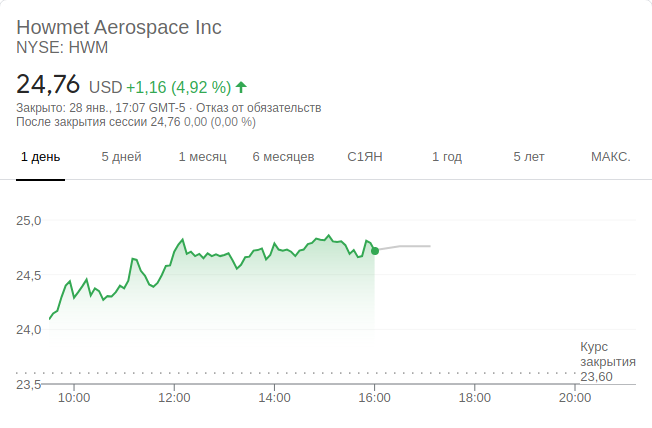 Howmet Aerospace Inc
NYSE: HWM
24,76 USD +1,16 (4,92 %)
Закрыто: 28 янв., 17:07 GMT-5 · Отказ от обязательств
После закрытия сессии 24,76 0,00 (0,00 %)
1 день 5 дней 1 месяц 6 месяцев С1ЯН 1 год 5 лет МАКС.
25,0
24,5
24,0
Курс
закрытия
23,60
23,5
10:00 12:00 14:00 16:00 18:00 20:00